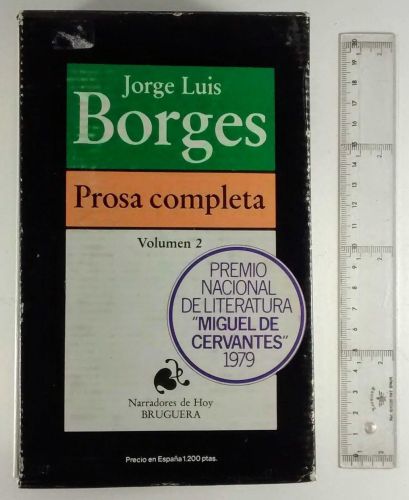 Jorge Luis
Borges
Prosa completa
Volumen 2
PREMIO
NACIONAL
DE LITERATURA
"MIGUEL DE
CERVANTES"
1979
Narradores de Hoy
BRUGUERA
Precio en España 1.200 ptas.